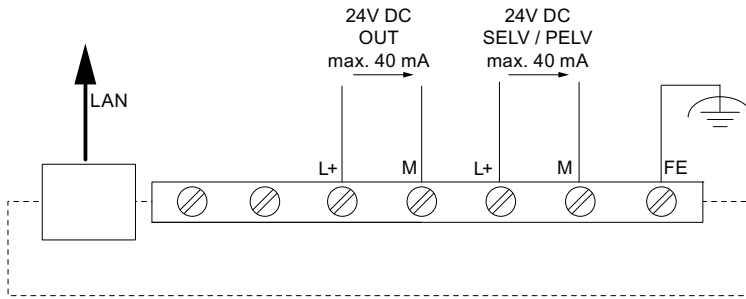 24V DC
OUT
max. 40 mA
24V DC
SELV / PELV
max. 40 mA
LAN
L+
M
L+
M
FE